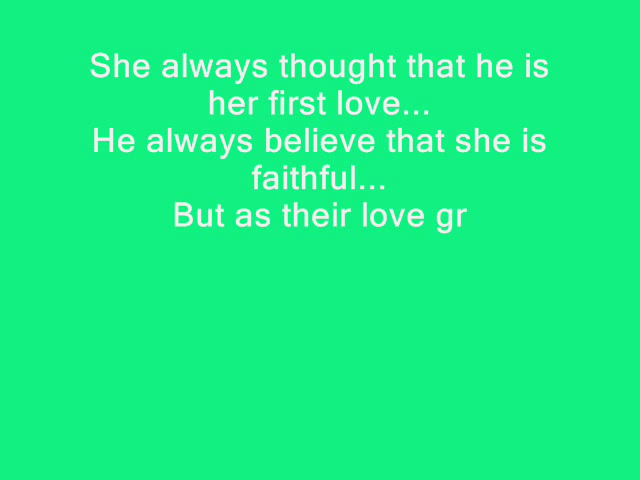 She always thought that he is
her first love...
He always believe that she is
faithful...
But as their love gr